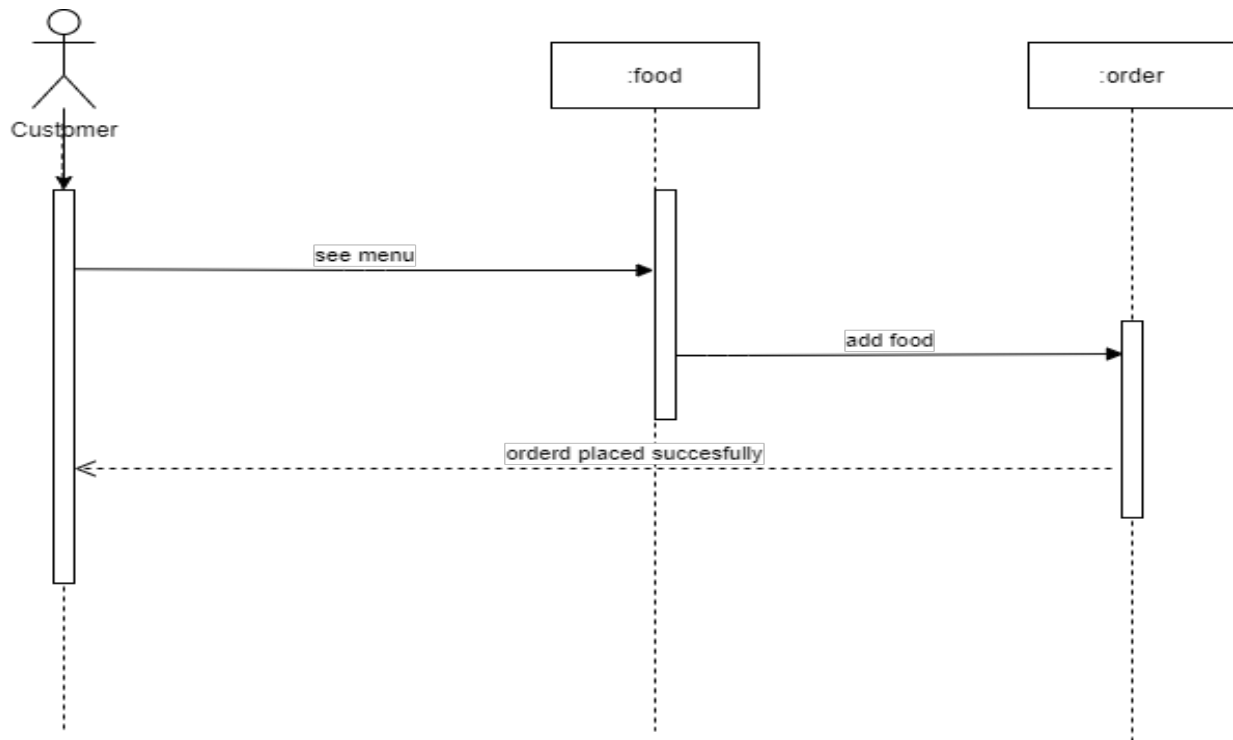 :food
:order
Customer
see menu
add food
orderd placed succesfully